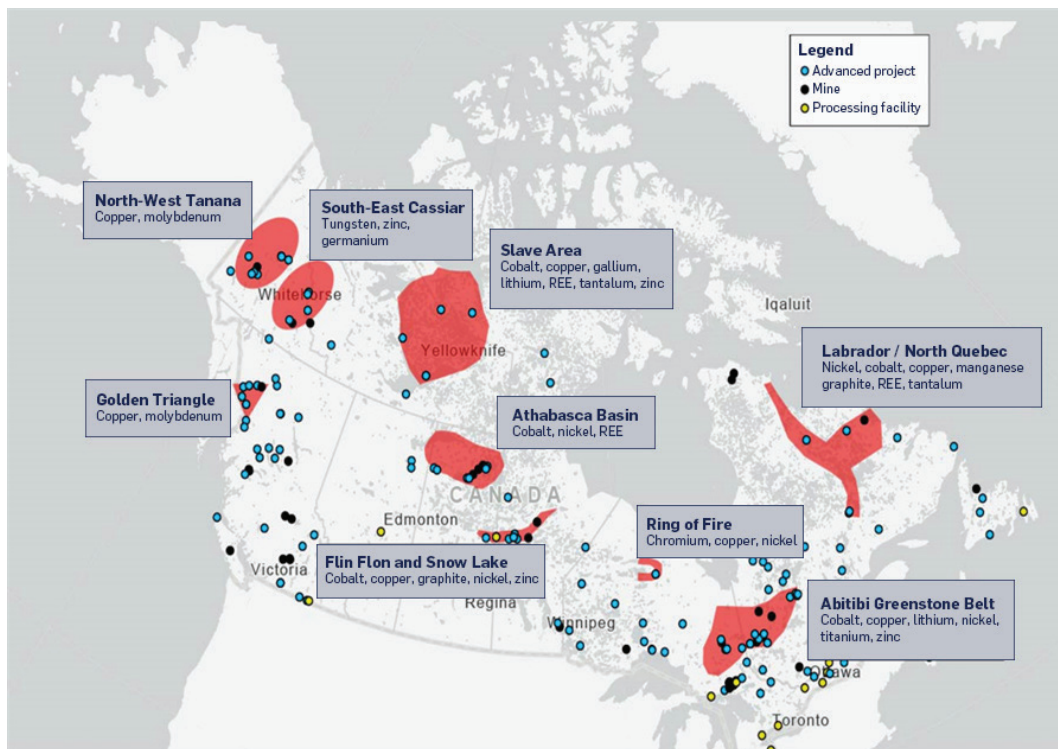 Legend
Advanced project
Mine
Processing facility
North-West Tanana
Copper, molybdenum
South-East Cassiar
Tungsten, zinc,
germanium
Slave Area
Cobalt, copper, gallium,
lithium, REE, tantalum, zinc
Whitehorse
Iqaluit
Yellowknife
Labrador / North Quebec
Nickel, cobalt, copper, manganese
graphite, REE, tantalum
Golden Triangle
Copper, molybdenum
Athabasca Basin
Cobalt, nickel, REE
CANADA
Edmonton
Ring of Fire
Chromium, copper, nickel
Flin Flon and Snow Lake
Cobalt, copper, graphite, nickel, zinc
Victoria
Regina
Winnipeg
Abitibi Greenstone Belt
Cobalt, copper, lithium, nickel,
titanium, zinc
Ottawa
Toronto